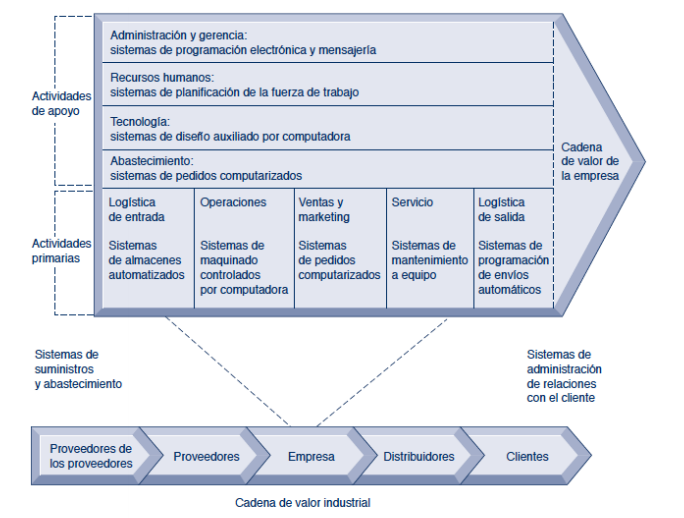 Administración y gerencia:
sistemas de programación electrónica y mensajería
Recursos humanos:
sistemas de planificación de la fuerza de trabajo
Actividades
de apoyo
Tecnología:
sistemas de diseño auxiliado por computadora
Abastecimiento:
sistemas de pedidos computarizados
Cadena
de valor de
la empresa
Actividades
primarias
Logística
de entrada
Sistemas
de almacenes
automatizados
Operaciones
Sistemas de
maquinado
controlados
por computadora
Ventas y
marketing
Sistemas
de pedidos
computarizados
Servicio
Sistemas de
mantenimiento
a equipo
Logística
de salida
Sistemas de
programación
de envíos
automáticos
Sistemas de
suministros
y abastecimiento
Sistemas de
administración
de relaciones
con el cliente
Proveedores de
los proveedores
Proveedores
Empresa
Distribuidores
Clientes
Cadena de valor industrial